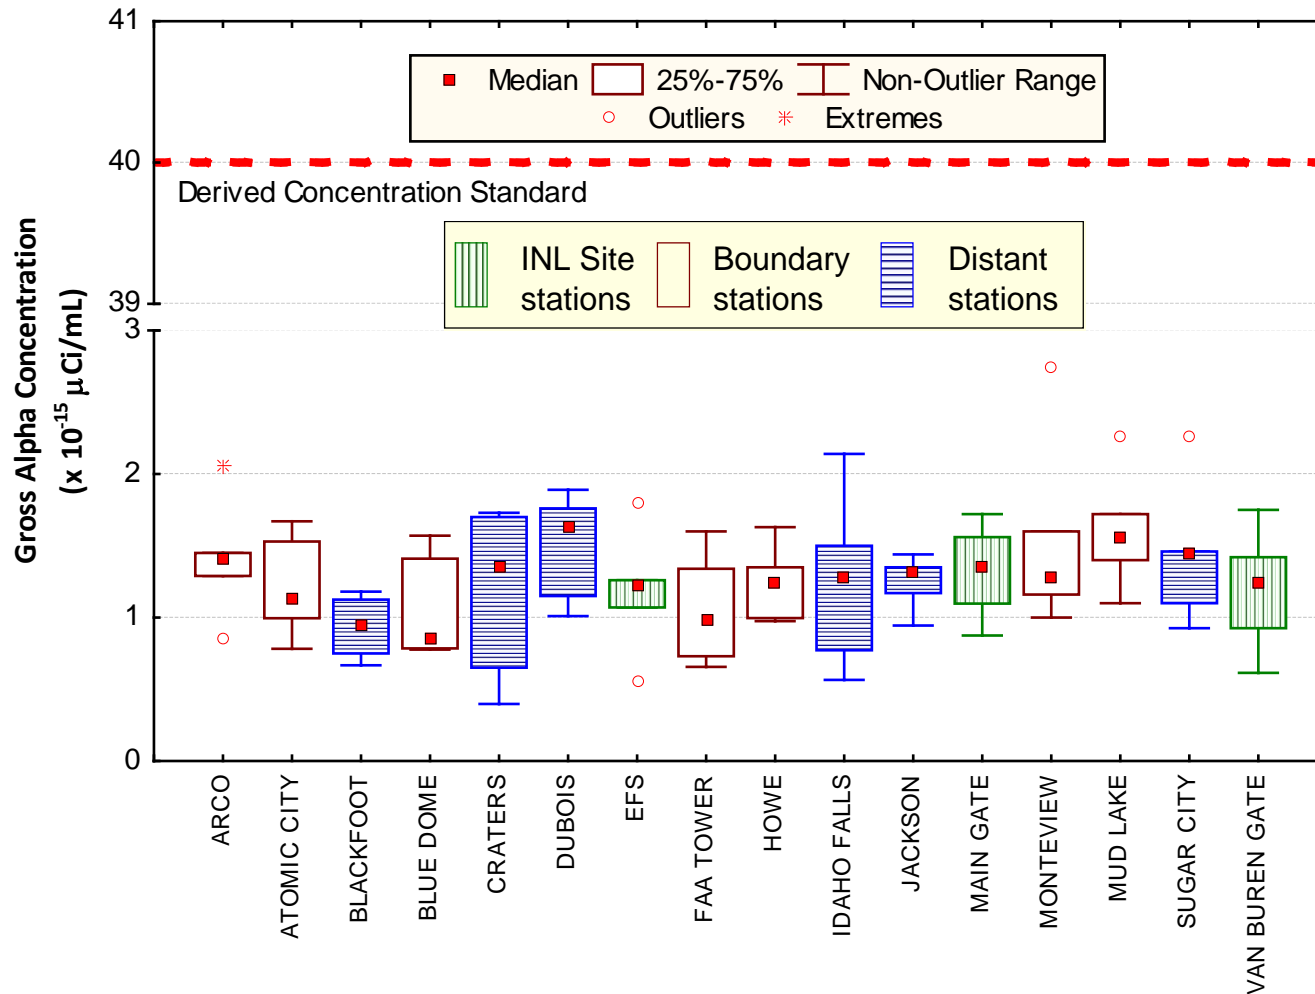 41
Median 25%-75% Non-Outlier Range
Outliers Extremes
40
Derived Concentration Standard
INL Site stations
Boundary stations
Distant stations
39
3
2
1
0
Gross Alpha Concentration
(x 10⁻¹⁵ μCi/mL)
ARCO
ATOMIC CITY
BLACKFOOT
BLUE DOME
CRATERS
DUBOIS
EFS
FAA TOWER
HOWE
IDAHO FALLS
JACKSON
MAIN GATE
MONTEVIEW
MUD LAKE
SUGAR CITY
VAN BUREN GATE